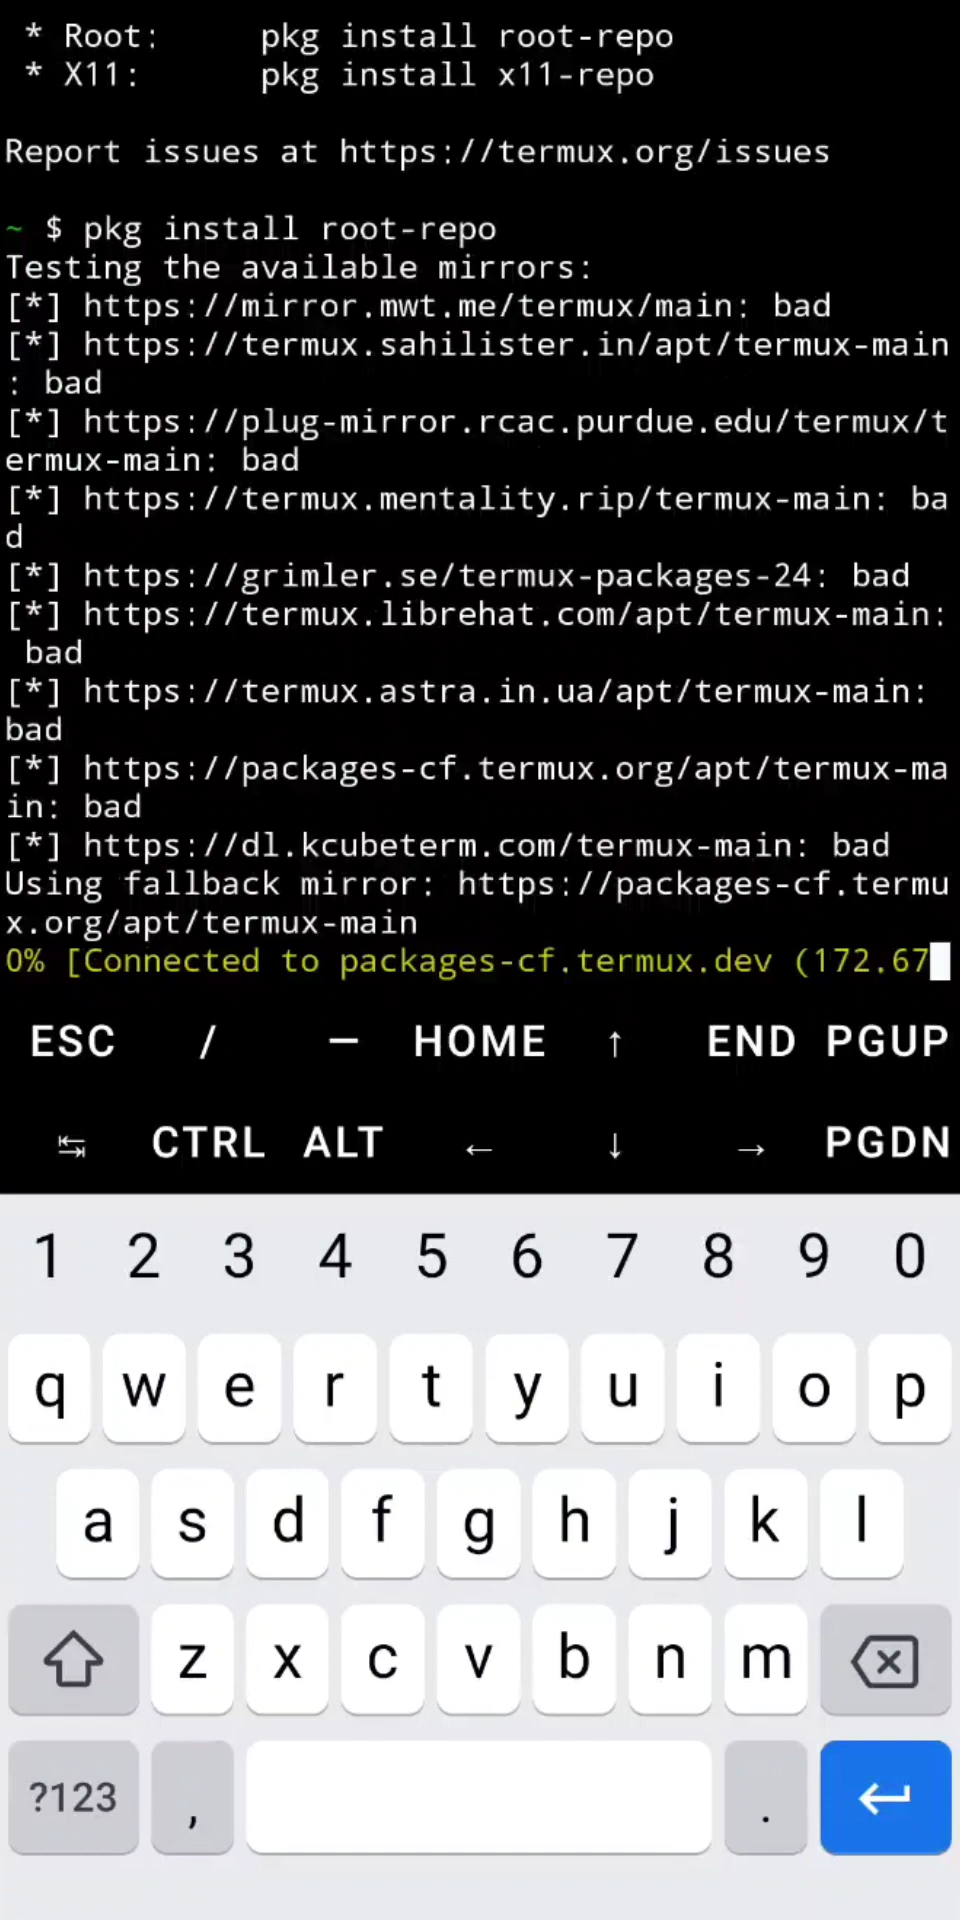 * Root:     pkg install root-repo
* X11:      pkg install x11-repo
Report issues at https://termux.org/issues
~ $ pkg install root-repo
Testing the available mirrors:
[*] https://mirror.mwt.me/termux/main: bad
[*] https://termux.sahilister.in/apt/termux-main
: bad
[*] https://plug-mirror.rcac.purdue.edu/termux/t
ermux-main: bad
[*] https://termux.mentality.rip/termux-main: ba
d
[*] https://grimler.se/termux-packages-24: bad
[*] https://termux.librehat.com/apt/termux-main:
bad
[*] https://termux.astra.in.ua/apt/termux-main:
bad
[*] https://packages-cf.termux.org/apt/termux-ma
in: bad
[*] https://dl.kcubeterm.com/termux-main: bad
Using fallback mirror: https://packages-cf.termu
x.org/apt/termux-main
0% [Connected to packages-cf.termux.dev (172.67
ESC / — HOME ↑ END PGUP
↹ CTRL ALT ← ↓ → PGDN
1 2 3 4 5 6 7 8 9 0
q w e r t y u i o p
a s d f g h j k l
z x c v b n m
?123 , .